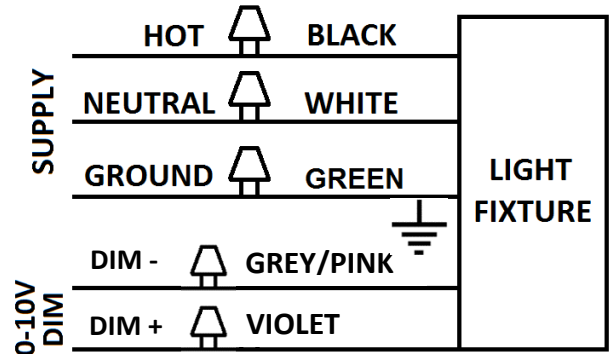 SUPPLY
HOT BLACK
NEUTRAL WHITE
GROUND GREEN
0-10V
DIM
DIM - GREY/PINK
DIM + VIOLET
LIGHT
FIXTURE